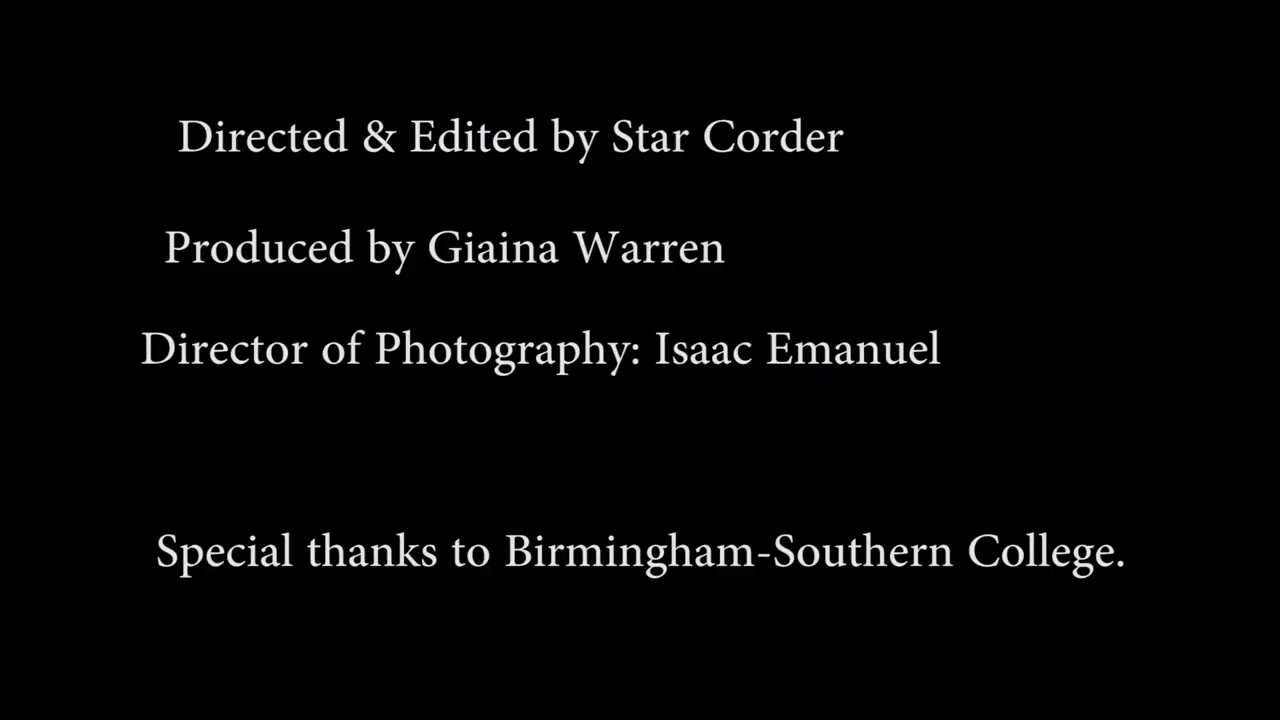 Directed & Edited by Star Corder
Produced by Giaina Warren
Director of Photography: Isaac Emanuel
Special thanks to Birmingham-Southern College.